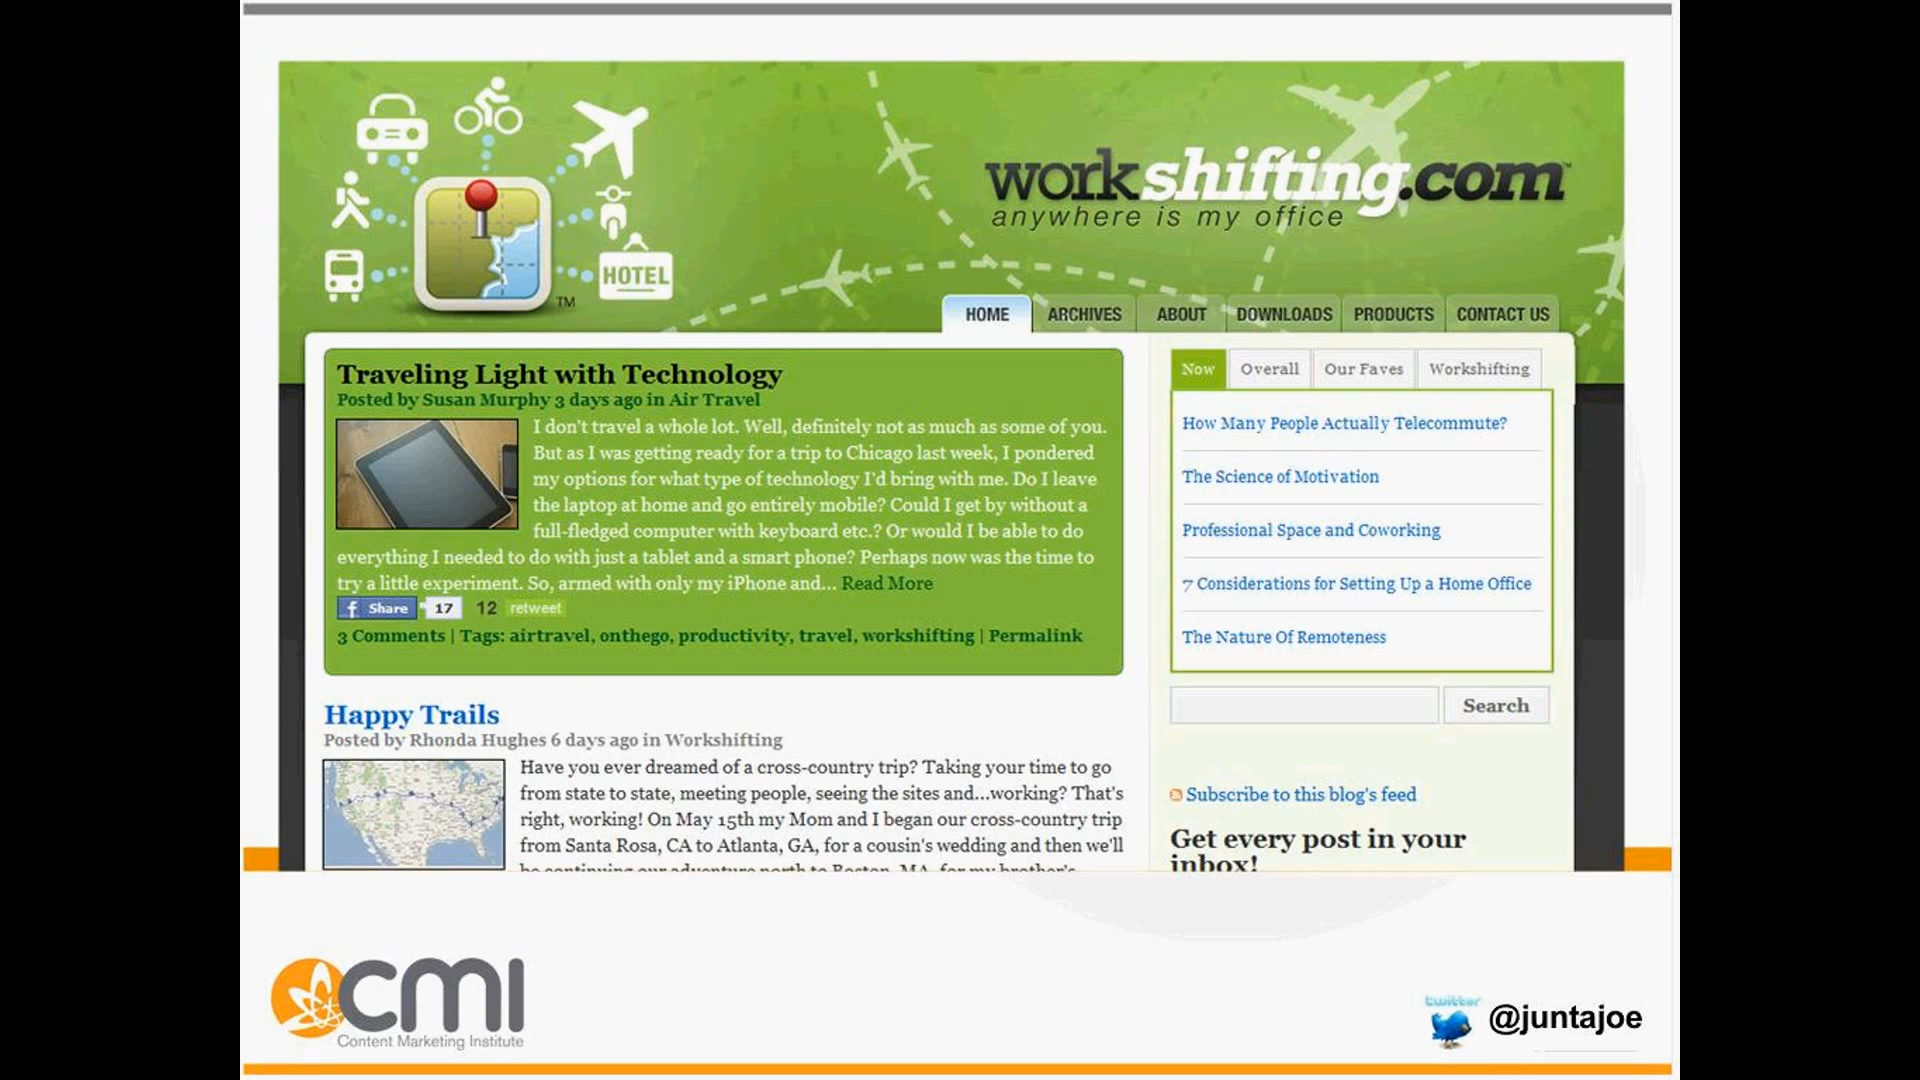 workshifting.com
anywhere is my office
HOTEL
TM
HOME ARCHIVES ABOUT DOWNLOADS PRODUCTS CONTACT US
Traveling Light with Technology
Posted by Susan Murphy 3 days ago in Air Travel
I don't travel a whole lot. Well, definitely not as much as some of you.
But as I was getting ready for a trip to Chicago last week, I pondered
my options for what type of technology I'd bring with me. Do I leave
the laptop at home and go entirely mobile? Could I get by without a
full-fledged computer with keyboard etc.? Or would I be able to do
everything I needed to do with just a tablet and a smart phone? Perhaps now was the time to
try a little experiment. So, armed with only my iPhone and... Read More
f Share 17 12 retweet
3 Comments | Tags: airtravel, onthego, productivity, travel, workshifting | Permalink
Happy Trails
Posted by Rhonda Hughes 6 days ago in Workshifting
Have you ever dreamed of a cross-country trip? Taking your time to go
from state to state, meeting people, seeing the sites and...working? That's
right, working! On May 15th my Mom and I began our cross-country trip
from Santa Rosa, CA to Atlanta, GA, for a cousin's wedding and then we'll
be continuing our adventure north to Boston, MA, for my brother's
Now Overall Our Faves Workshifting
How Many People Actually Telecommute?
The Science of Motivation
Professional Space and Coworking
7 Considerations for Setting Up a Home Office
The Nature Of Remoteness
Search
Subscribe to this blog's feed
Get every post in your
inbox!
CMI
Content Marketing Institute
twitter
@juntajoe